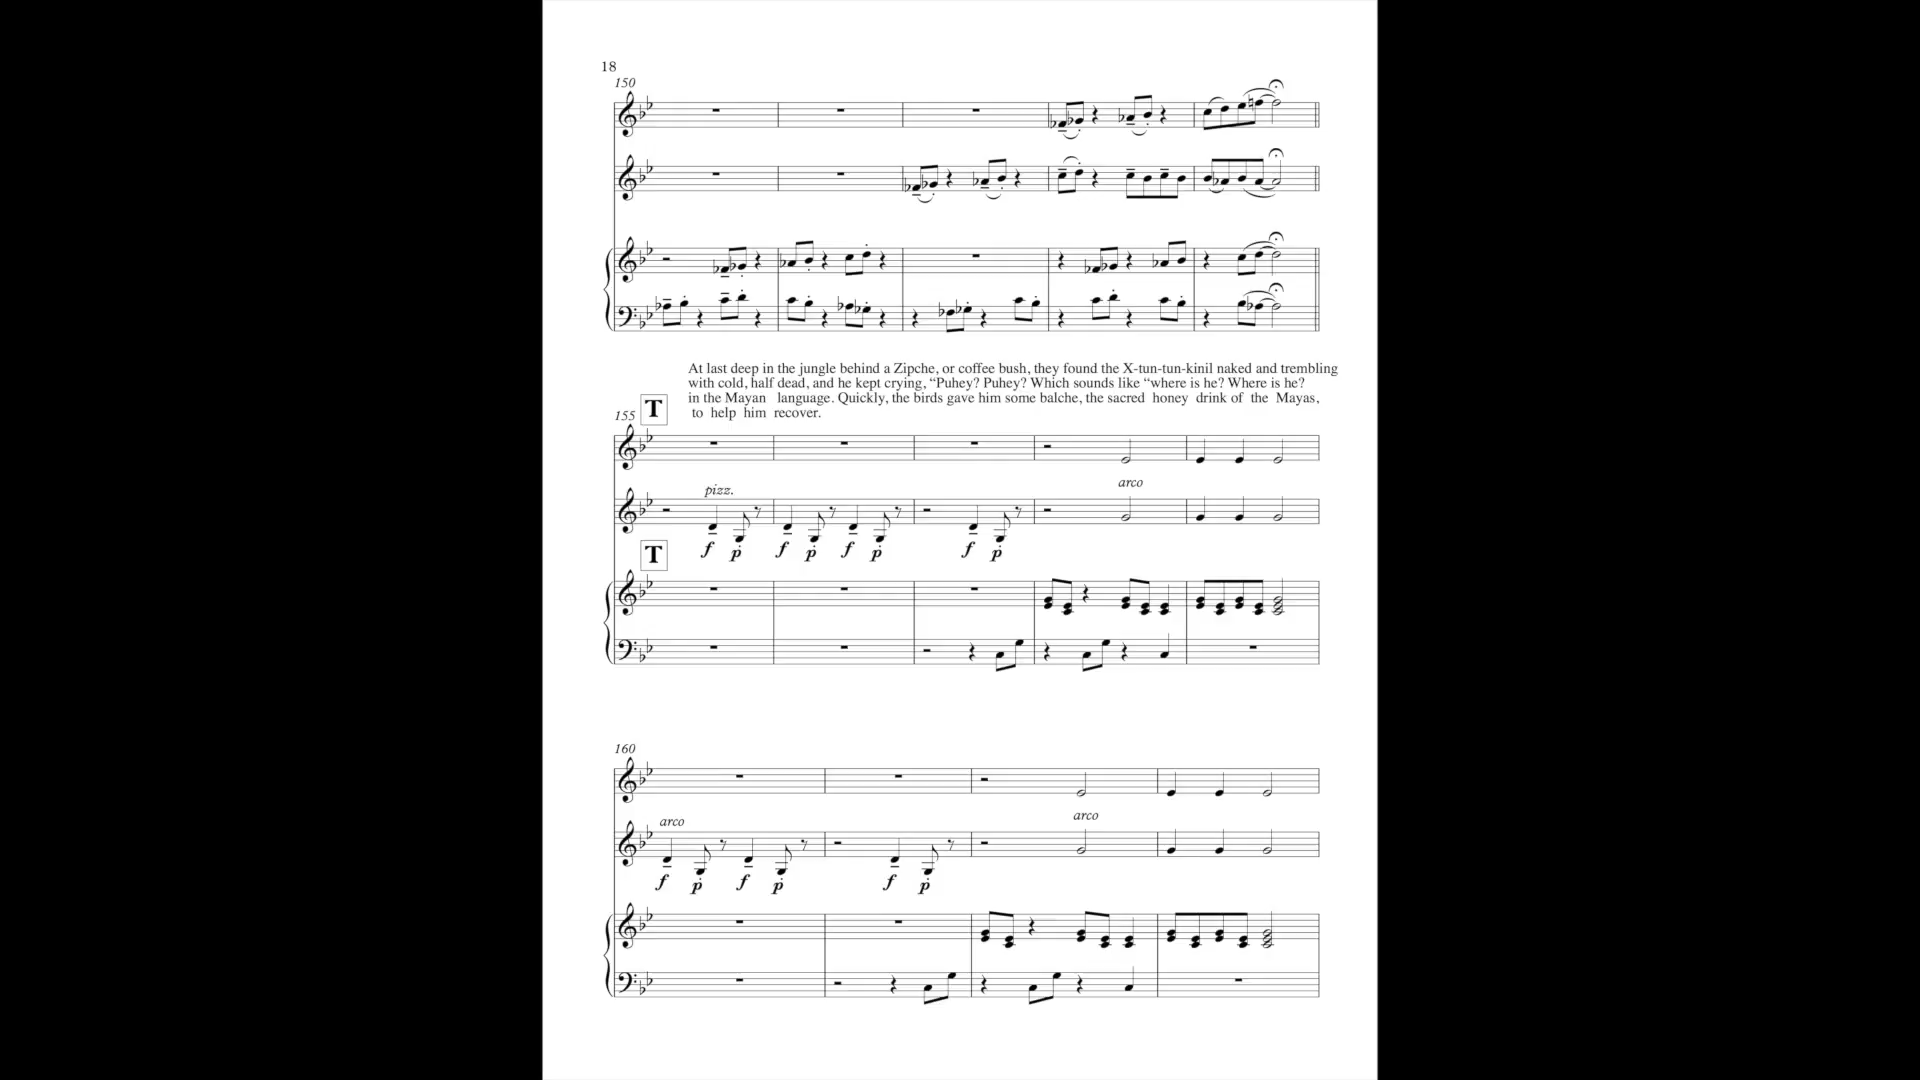 18
150
At last deep in the jungle behind a Zipche, or coffee bush, they found the X-tun-tun-kinil naked and trembling
with cold, half dead, and he kept crying, “Puhey? Puhey? Which sounds like “where is he? Where is he?
in the Mayan language. Quickly, the birds gave him some balche, the sacred honey drink of the Mayas,
to help him recover.
155 T
pizz. arco
f p f p f p f p
T
160
arco arco
f p f p f p